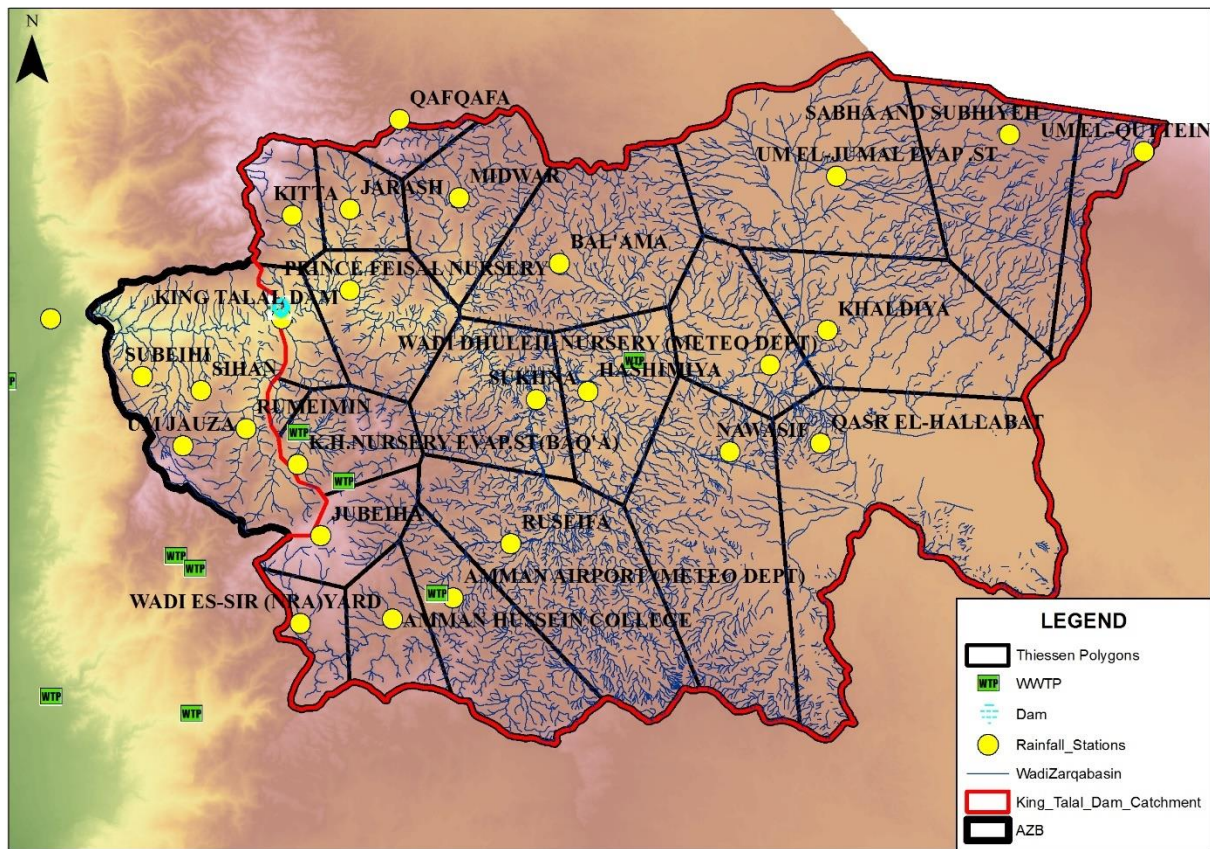 N
QAFQAFA
SABHA AND SUBHIYEH
UM EL-QUTTEIN
UM EL-JUMAL EVAP .ST
MIDWAR
JARASH
KITTA
BAL'AMA
PRINCE FEISAL NURSERY
KING TALAL DAM
KHALDIYA
WADI DHULEIL NURSERY (METEO DEPT)
SUBEIHI
SIHAN
SUKHNA
HASHIMIYA
WTP
WTP
RUMEIMIN
UM JAUZA
WTP
K.H.NURSERY EVAP.ST(BAQ'A)
NAWASIF
QASR EL-HALLABAT
WTP
JUBEIHA
RUSEIFA
WTP
WTP
AMMAN AIRPORT (METEO DEPT)
WTP
WADI ES-SIR (NRA)YARD
AMMAN HUSSEIN COLLEGE
WTP
WTP
LEGEND
Thiessen Polygons
WTP WWTP
Dam
Rainfall_Stations
WadiZarqabasin
King_Talal_Dam_Catchment
AZB